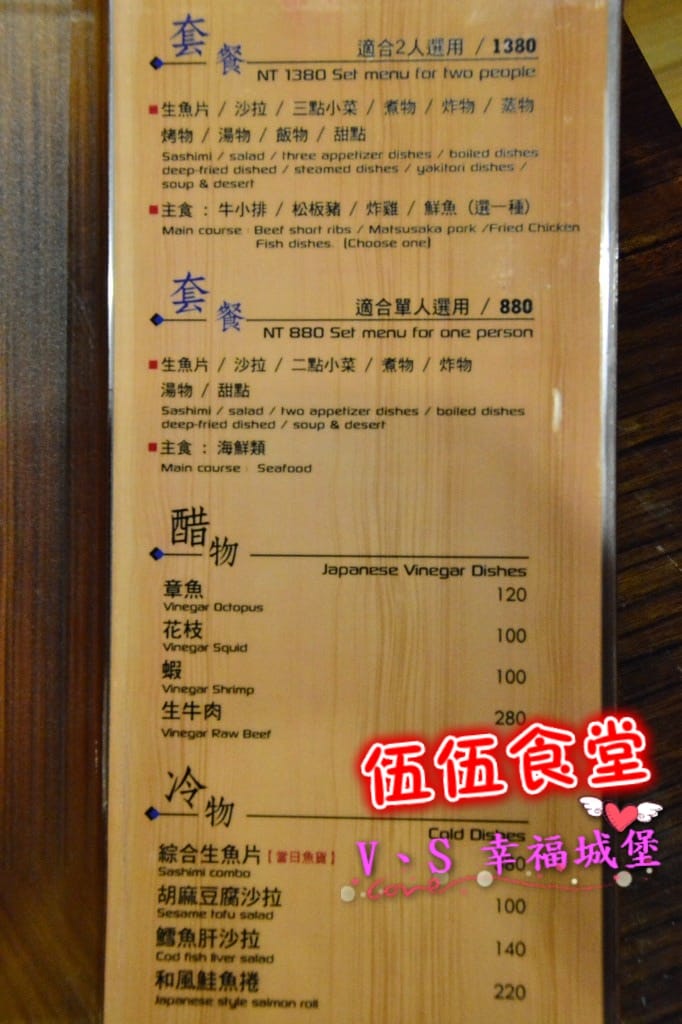 套餐 適合2人選用 / 1380
NT 1380 Set menu for two people
生魚片 / 沙拉 / 三點小菜 / 煮物 / 炸物 / 蒸物
烤物 / 湯物 / 飯物 / 甜點
Sashimi / salad / three appetizer dishes / boiled dishes
deep-fried dished / steamed dishes / yakitori dishes /
soup & desert
主食 : 牛小排 / 松板豬 / 炸雞 / 鮮魚 (選一種)
Main course : Beef short ribs / Matsusaka pork /Fried Chicken
Fish dishes. (Choose one)
套餐 適合單人選用 / 880
NT 880 Set menu for one person
生魚片 / 沙拉 / 二點小菜 / 煮物 / 炸物
湯物 / 甜點
Sashimi / salad / two appetizer dishes / boiled dishes
deep-fried dished / soup & desert
主食 : 海鮮類
Main course : Seafood
醋物
Japanese Vinegar Dishes
章魚 120
Vinegar Octopus
花枝 100
Vinegar Squid
蝦 100
Vinegar Shrimp
生牛肉 280
Vinegar Raw Beef
伍伍食堂
冷物
Cold Dishes
V、S 幸福城堡
綜合生魚片【當日魚貨】
Sashimi combo
love
胡麻豆腐沙拉 100
Sesame tofu salad
鱈魚肝沙拉 140
Cod fish liver salad
和風鮭魚捲 220
Japanese style salmon roll